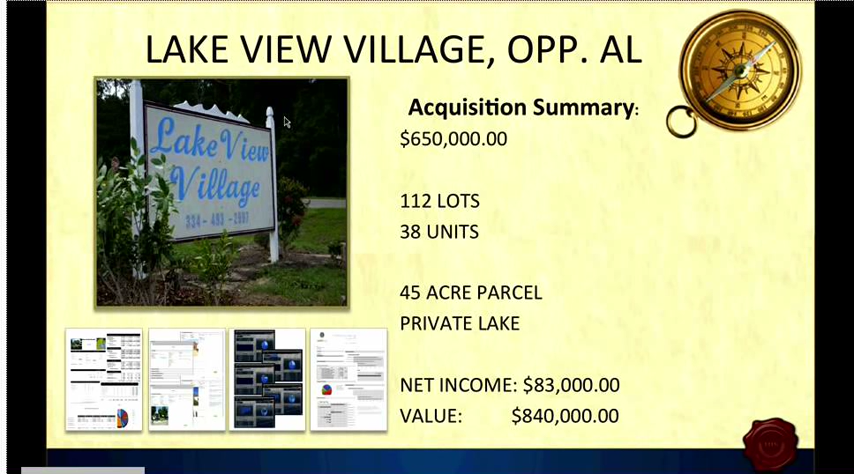 LAKE VIEW VILLAGE, OPP. AL
Lake View
Village
Acquisition Summary:
$650,000.00
112 LOTS
38 UNITS
45 ACRE PARCEL
PRIVATE LAKE
NET INCOME: $83,000.00
VALUE: $840,000.00